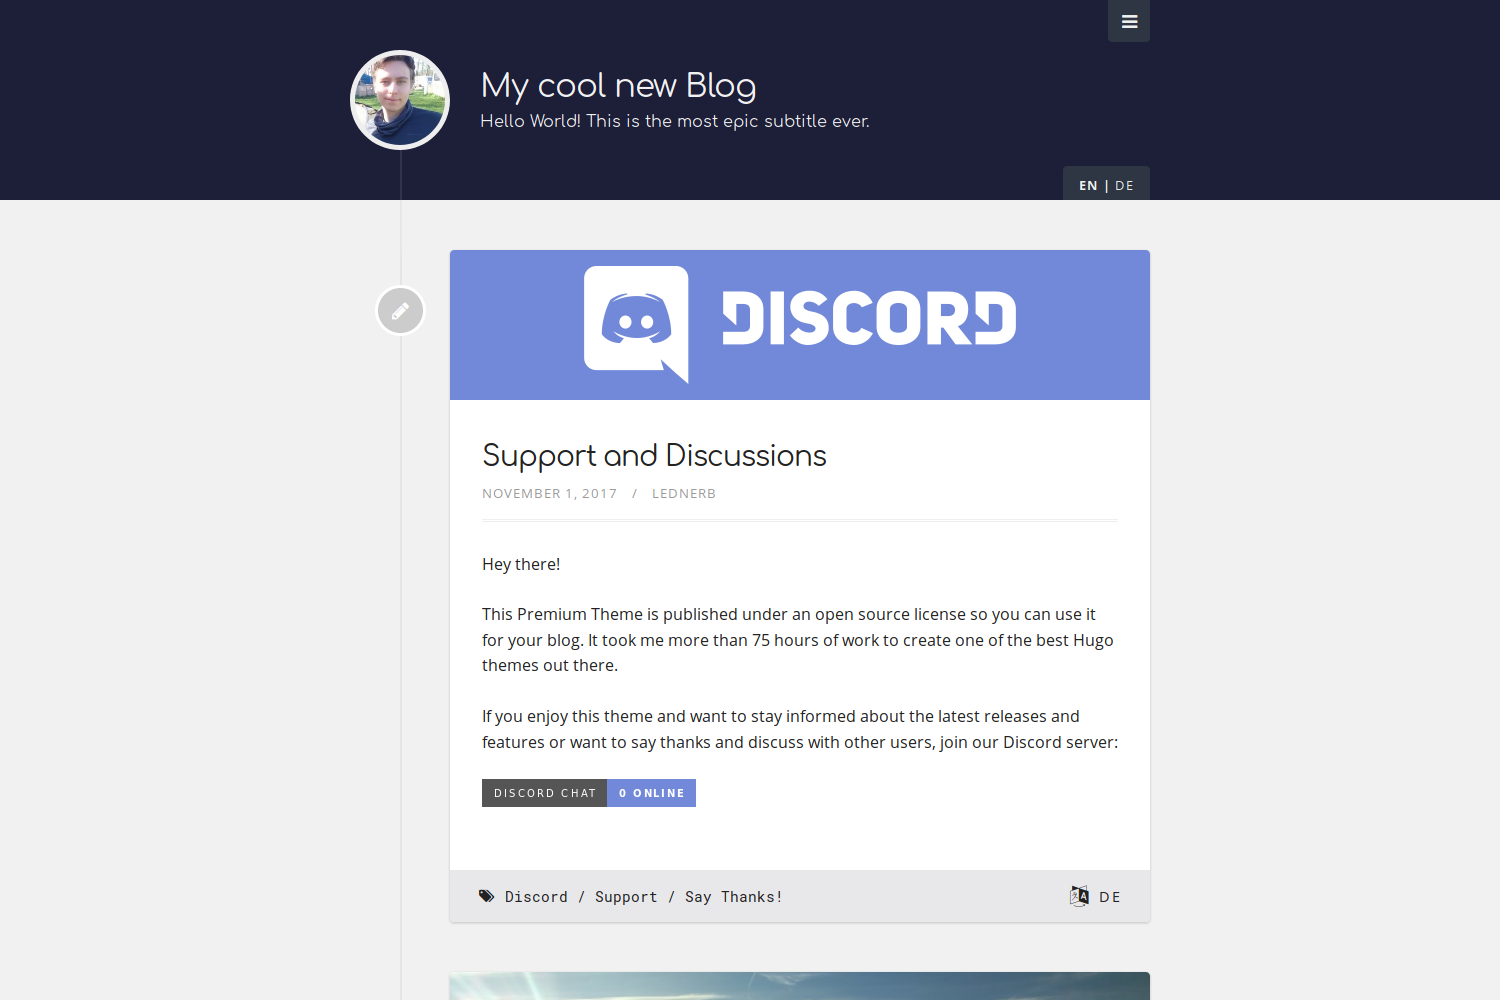 My cool new Blog
Hello World! This is the most epic subtitle ever.
EN | DE
DISCORD
Support and Discussions
NOVEMBER 1, 2017 / LEDNERB
Hey there!
This Premium Theme is published under an open source license so you can use it
for your blog. It took me more than 75 hours of work to create one of the best Hugo
themes out there.
If you enjoy this theme and want to stay informed about the latest releases and
features or want to say thanks and discuss with other users, join our Discord server:
DISCORD CHAT 0 ONLINE
Discord / Support / Say Thanks!
DE